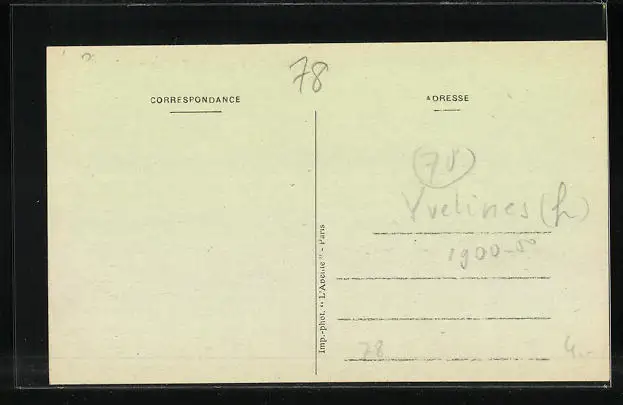 78
CORRESPONDANCE
ADRESSE
Imp.-phot. "L'Abeille" - Paris
(78)
Yvelines (h)
1900-50
78
4.-